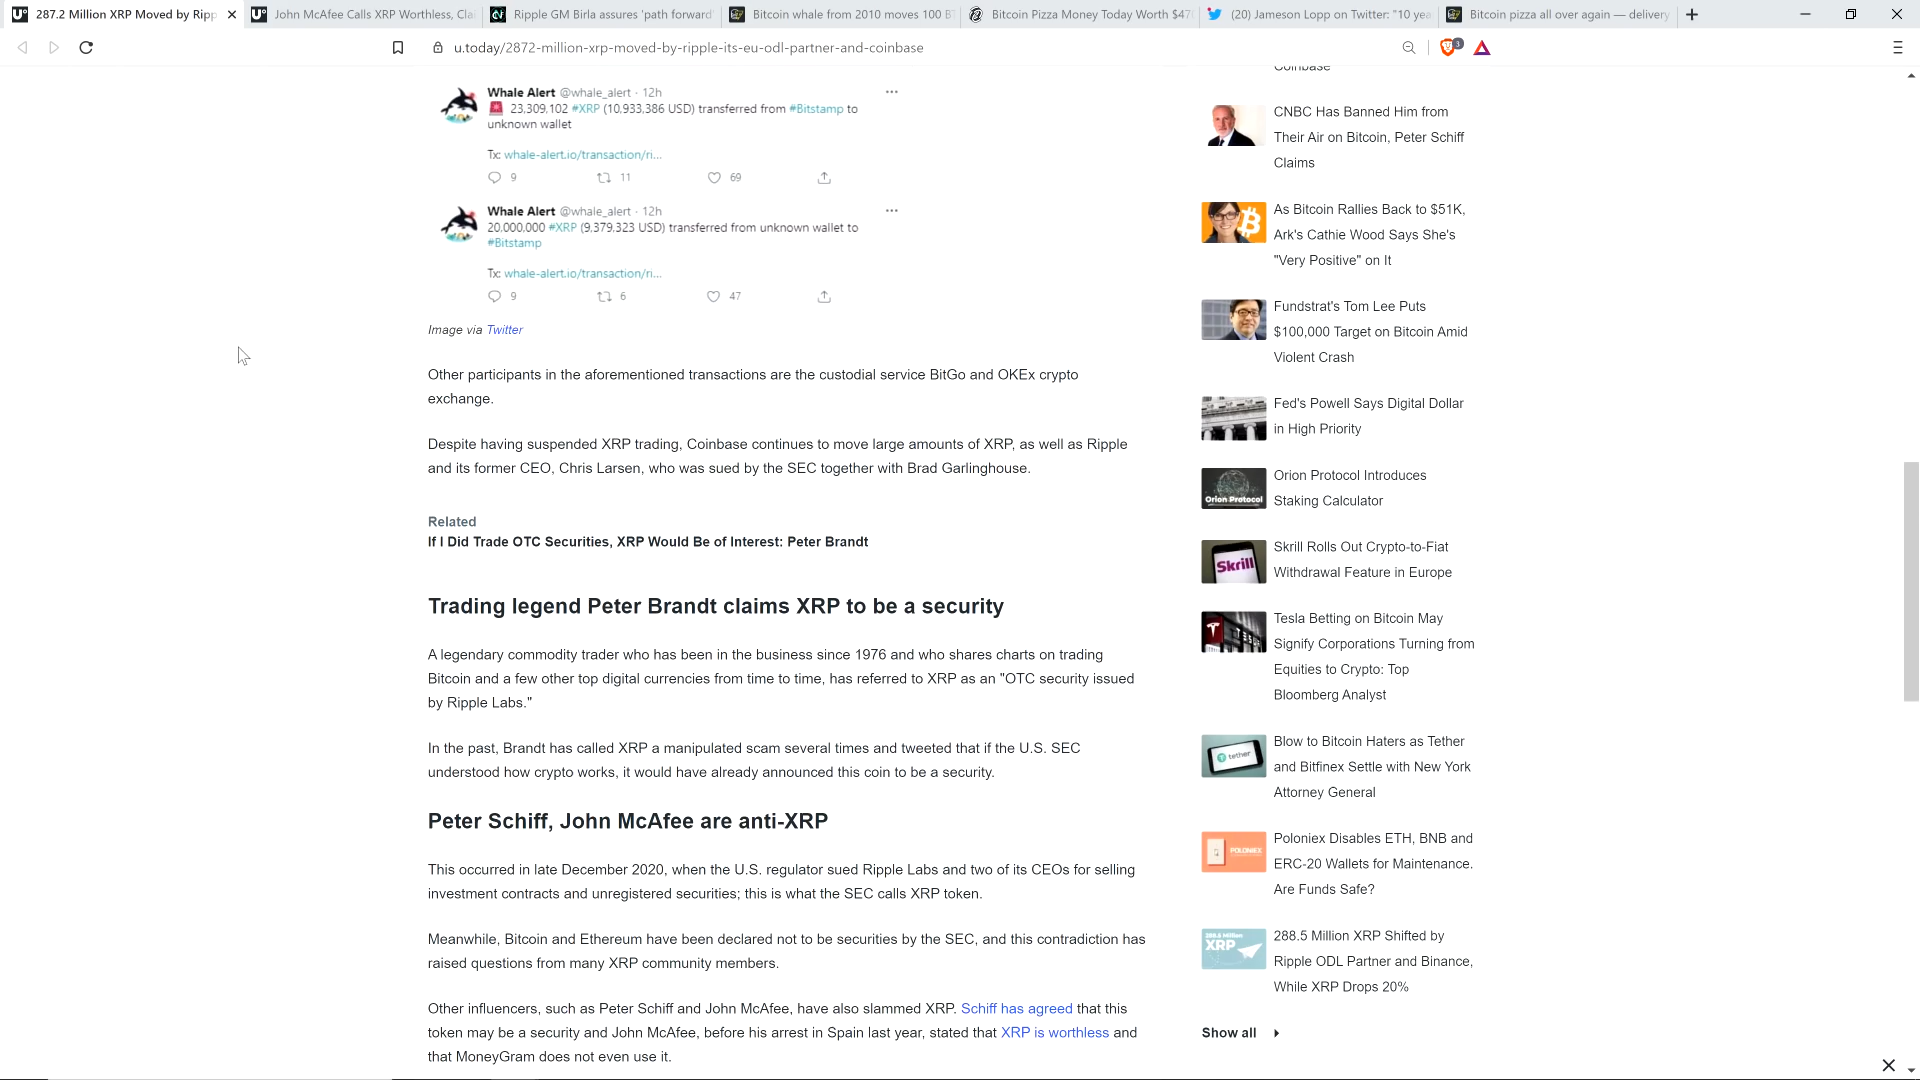 287.2 Million XRP Moved by Ripp
John McAfee Calls XRP Worthless, Cla
Ripple GM Birla assures 'path forward'
Bitcoin whale from 2010 moves 100 B
Bitcoin Pizza Money Today Worth $47
(20) Jameson Lopp on Twitter: "10 yea
Bitcoin pizza all over again — delivery
u.today/2872-million-xrp-moved-by-ripple-its-eu-odl-partner-and-coinbase
3
Whale Alert @whale_alert · 12h
23,309,102 #XRP (10,933,386 USD) transferred from #Bitstamp to
unknown wallet
Tx: whale-alert.io/transaction/ri...
9 11 69
Whale Alert @whale_alert · 12h
20,000,000 #XRP (9,379,323 USD) transferred from unknown wallet to
#Bitstamp
Tx: whale-alert.io/transaction/ri...
9 6 47
Image via Twitter
Other participants in the aforementioned transactions are the custodial service BitGo and OKEx crypto
exchange.
Despite having suspended XRP trading, Coinbase continues to move large amounts of XRP, as well as Ripple
and its former CEO, Chris Larsen, who was sued by the SEC together with Brad Garlinghouse.
Related
If I Did Trade OTC Securities, XRP Would Be of Interest: Peter Brandt
Trading legend Peter Brandt claims XRP to be a security
A legendary commodity trader who has been in the business since 1976 and who shares charts on trading
Bitcoin and a few other top digital currencies from time to time, has referred to XRP as an "OTC security issued
by Ripple Labs."
In the past, Brandt has called XRP a manipulated scam several times and tweeted that if the U.S. SEC
understood how crypto works, it would have already announced this coin to be a security.
Peter Schiff, John McAfee are anti-XRP
This occurred in late December 2020, when the U.S. regulator sued Ripple Labs and two of its CEOs for selling
investment contracts and unregistered securities; this is what the SEC calls XRP token.
Meanwhile, Bitcoin and Ethereum have been declared not to be securities by the SEC, and this contradiction has
raised questions from many XRP community members.
Other influencers, such as Peter Schiff and John McAfee, have also slammed XRP. Schiff has agreed that this
token may be a security and John McAfee, before his arrest in Spain last year, stated that XRP is worthless and
that MoneyGram does not even use it.
Coinbase
CNBC Has Banned Him from
Their Air on Bitcoin, Peter Schiff
Claims
As Bitcoin Rallies Back to $51K,
Ark's Cathie Wood Says She's
"Very Positive" on It
Fundstrat's Tom Lee Puts
$100,000 Target on Bitcoin Amid
Violent Crash
Fed's Powell Says Digital Dollar
in High Priority
Orion Protocol
Orion Protocol Introduces
Staking Calculator
Skrill
Skrill Rolls Out Crypto-to-Fiat
Withdrawal Feature in Europe
Tesla Betting on Bitcoin May
Signify Corporations Turning from
Equities to Crypto: Top
Bloomberg Analyst
tether
Blow to Bitcoin Haters as Tether
and Bitfinex Settle with New York
Attorney General
POLONIEX
Poloniex Disables ETH, BNB and
ERC-20 Wallets for Maintenance.
Are Funds Safe?
288.5 Million
XRP
288.5 Million XRP Shifted by
Ripple ODL Partner and Binance,
While XRP Drops 20%
Show all